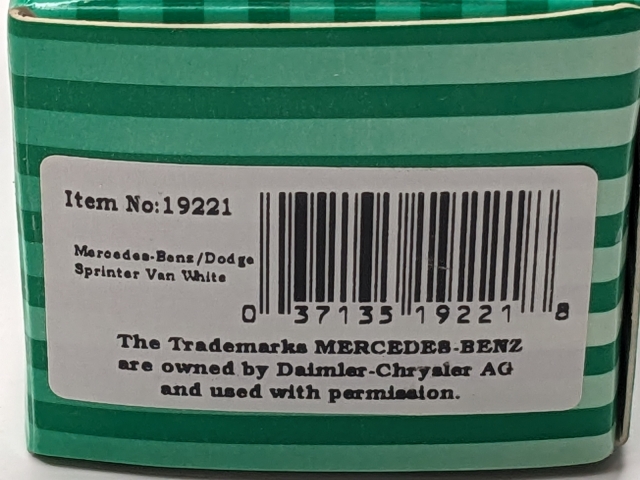 Item No:19221
Mercedes-Benz/Dodge
Sprinter Van White
0 37135 19221 8
The Trademarks MERCEDES-BENZ
are owned by Daimler-Chrysler AG
and used with permission.